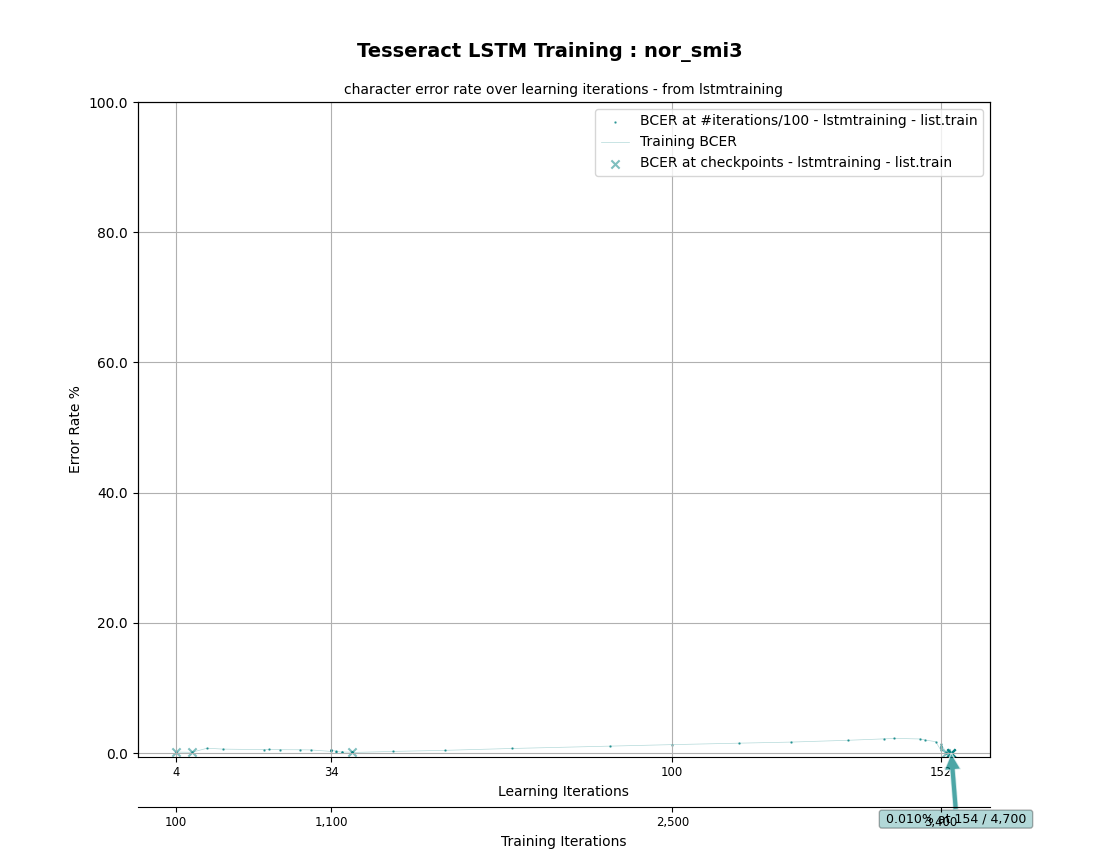 Tesseract LSTM Training : nor_smi3
character error rate over learning iterations - from lstmtraining
100.0
80.0
60.0
40.0
20.0
0.0
Error Rate %
BCER at #iterations/100 - lstmtraining - list.train
Training BCER
BCER at checkpoints - lstmtraining - list.train
4 34 100 152
Learning Iterations
100 1,100 2,500 3,400
0.010% at 154 / 4,700
Training Iterations